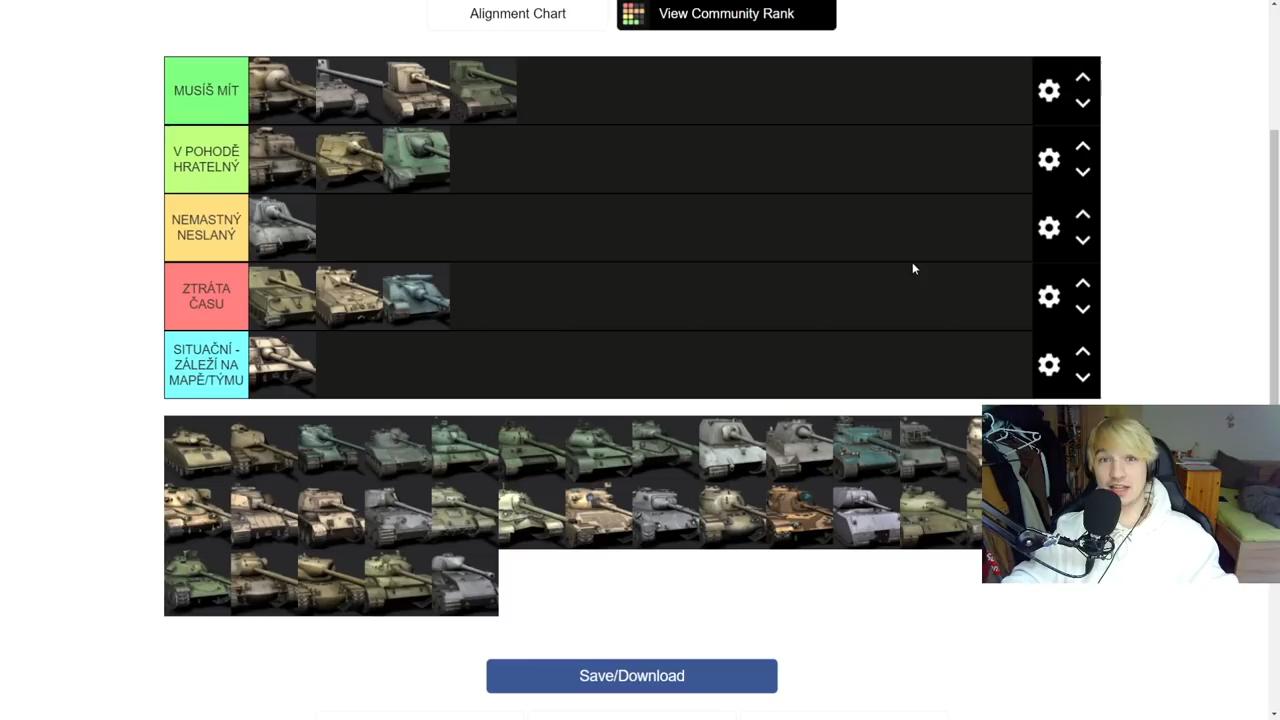 Alignment Chart
View Community Rank
MUSÍŠ MÍT
V POHODĚ
HRATELNÝ
NEMASTNÝ
NESLANÝ
ZTRÁTA
ČASU
SITUAČNÍ -
ZÁLEŽÍ NA
MAPĚ/TÝMU
Save/Download